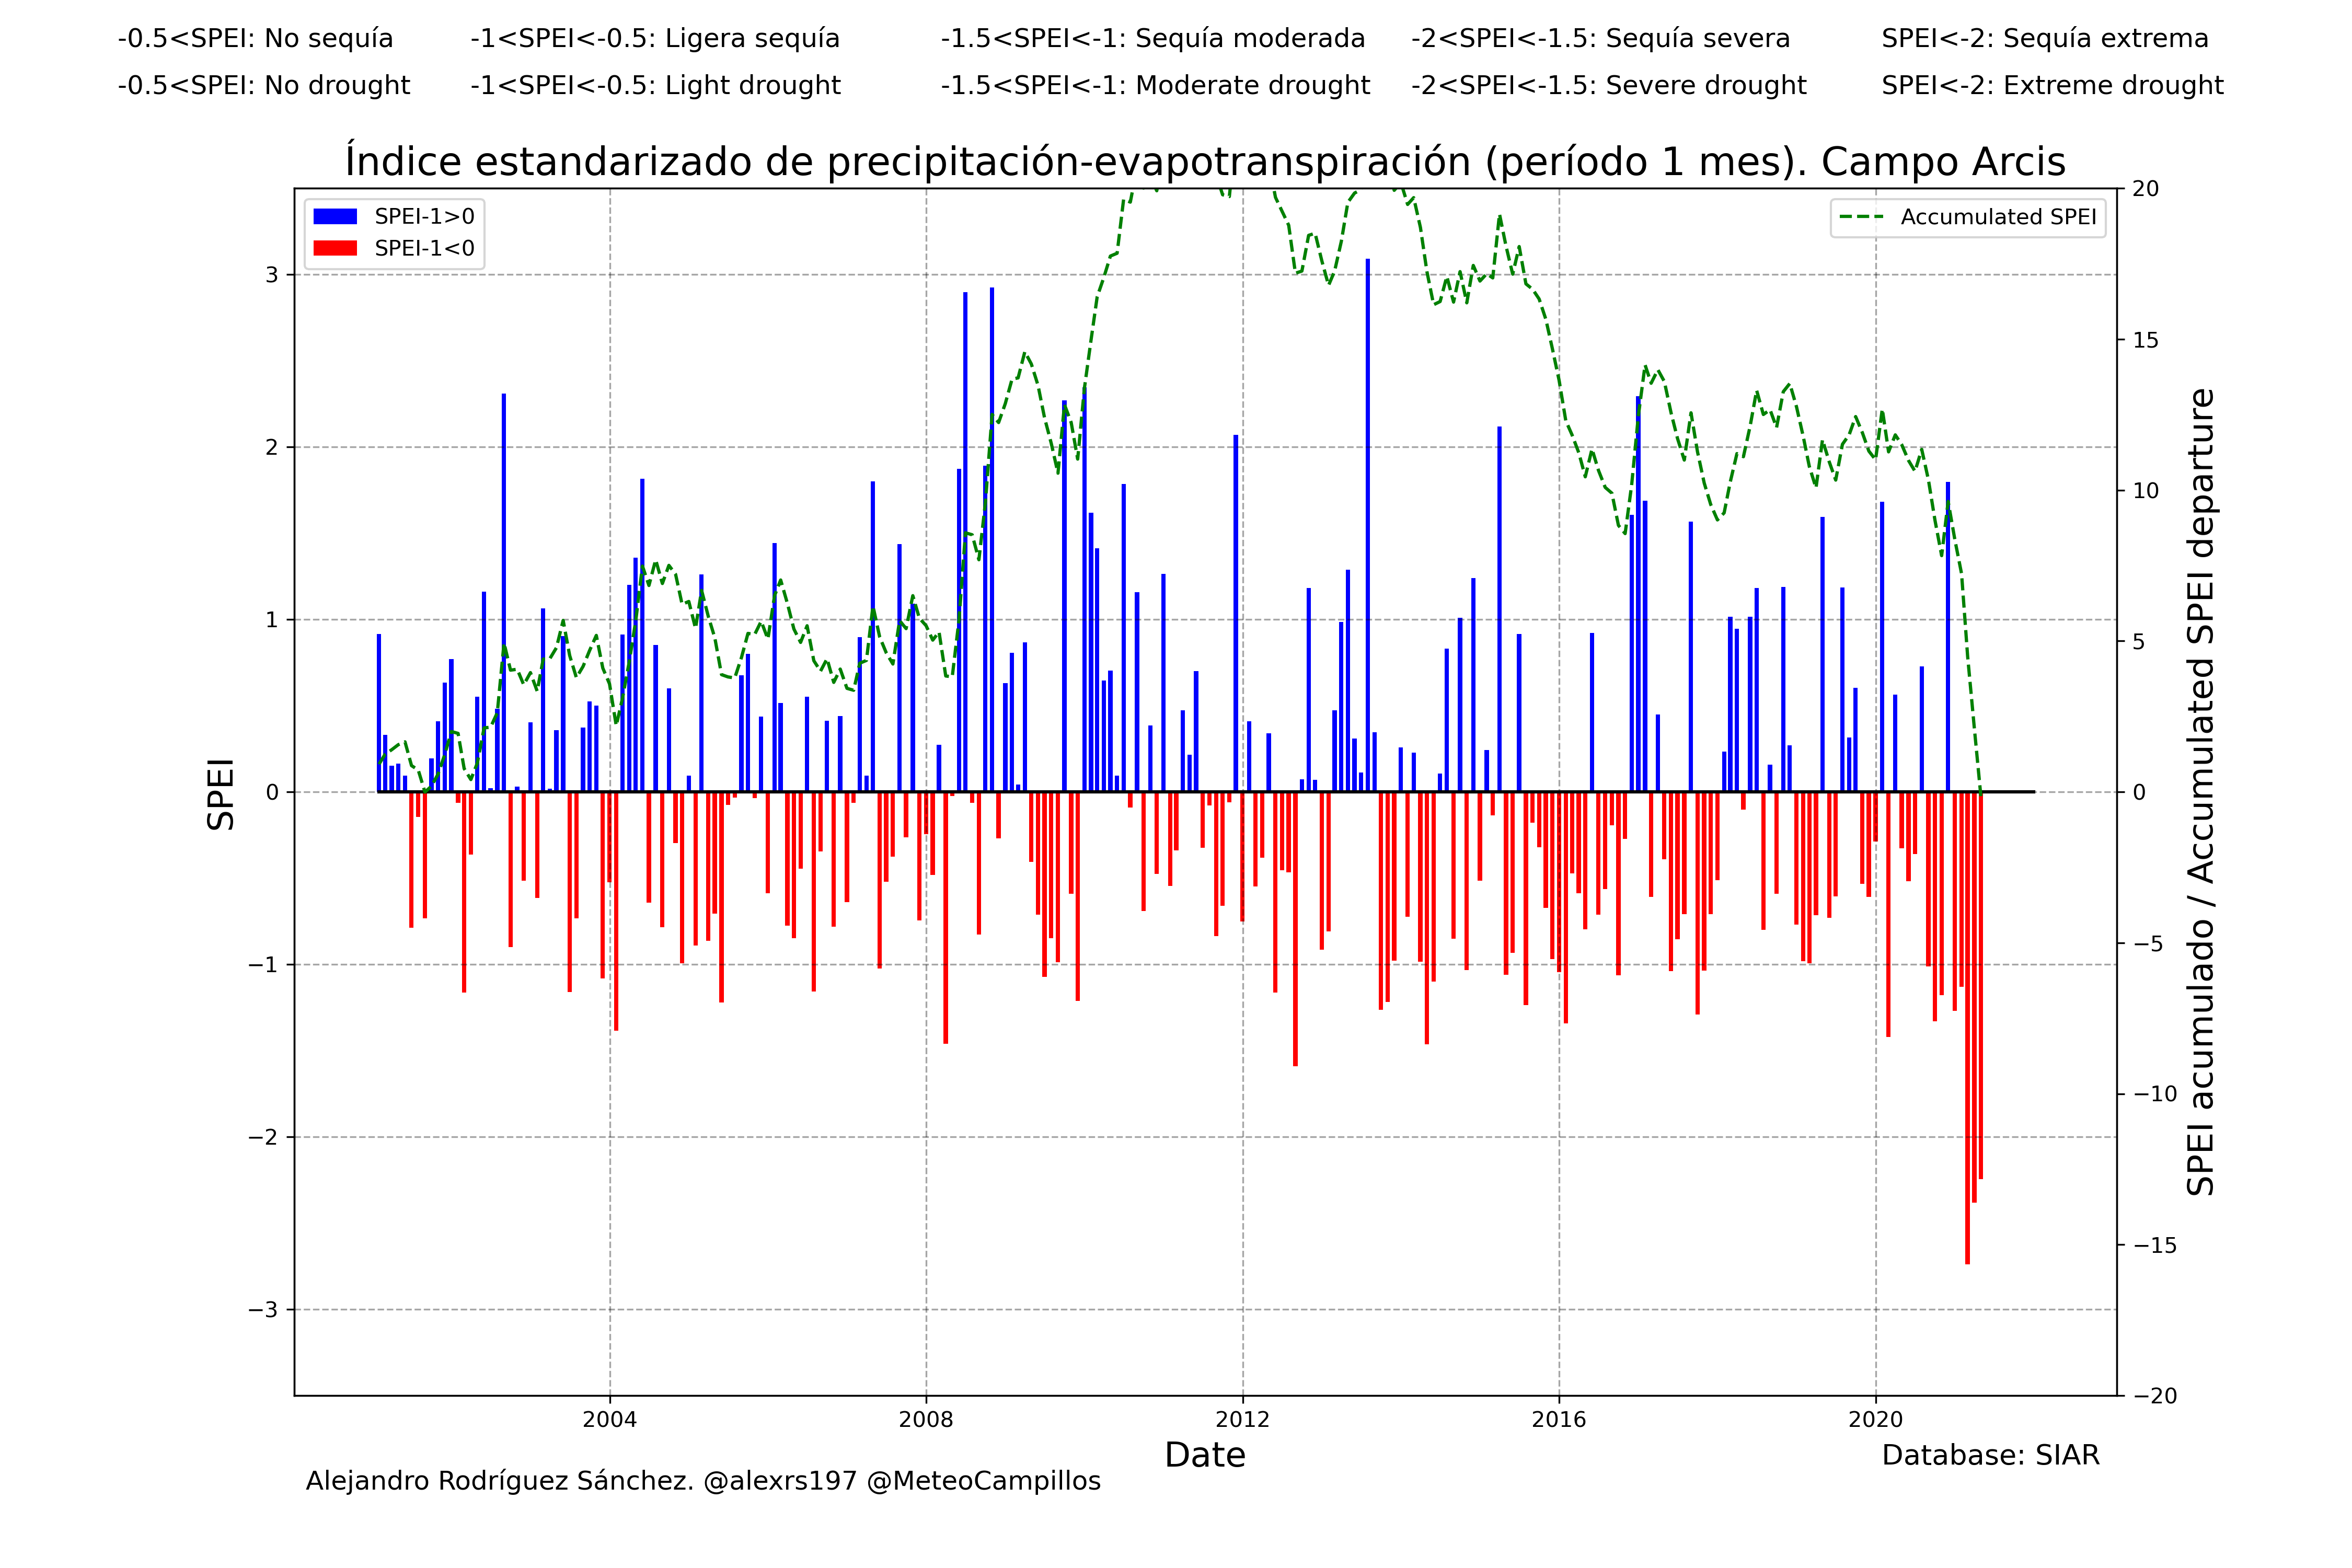 -0.5<SPEI: No sequía -1<SPEI<-0.5: Ligera sequía -1.5<SPEI<-1: Sequía moderada -2<SPEI<-1.5: Sequía severa SPEI<-2: Sequía extrema
-0.5<SPEI: No drought -1<SPEI<-0.5: Light drought -1.5<SPEI<-1: Moderate drought -2<SPEI<-1.5: Severe drought SPEI<-2: Extreme drought
Índice estandarizado de precipitación-evapotranspiración (período 1 mes). Campo Arcis
SPEI-1>0
SPEI-1<0
Accumulated SPEI
SPEI
3
2
1
0
−1
−2
−3
20
15
10
5
0
−5
−10
−15
−20
SPEI acumulado / Accumulated SPEI departure
2004 2008 2012 2016 2020
Date
Database: SIAR
Alejandro Rodríguez Sánchez. @alexrs197 @MeteoCampillos